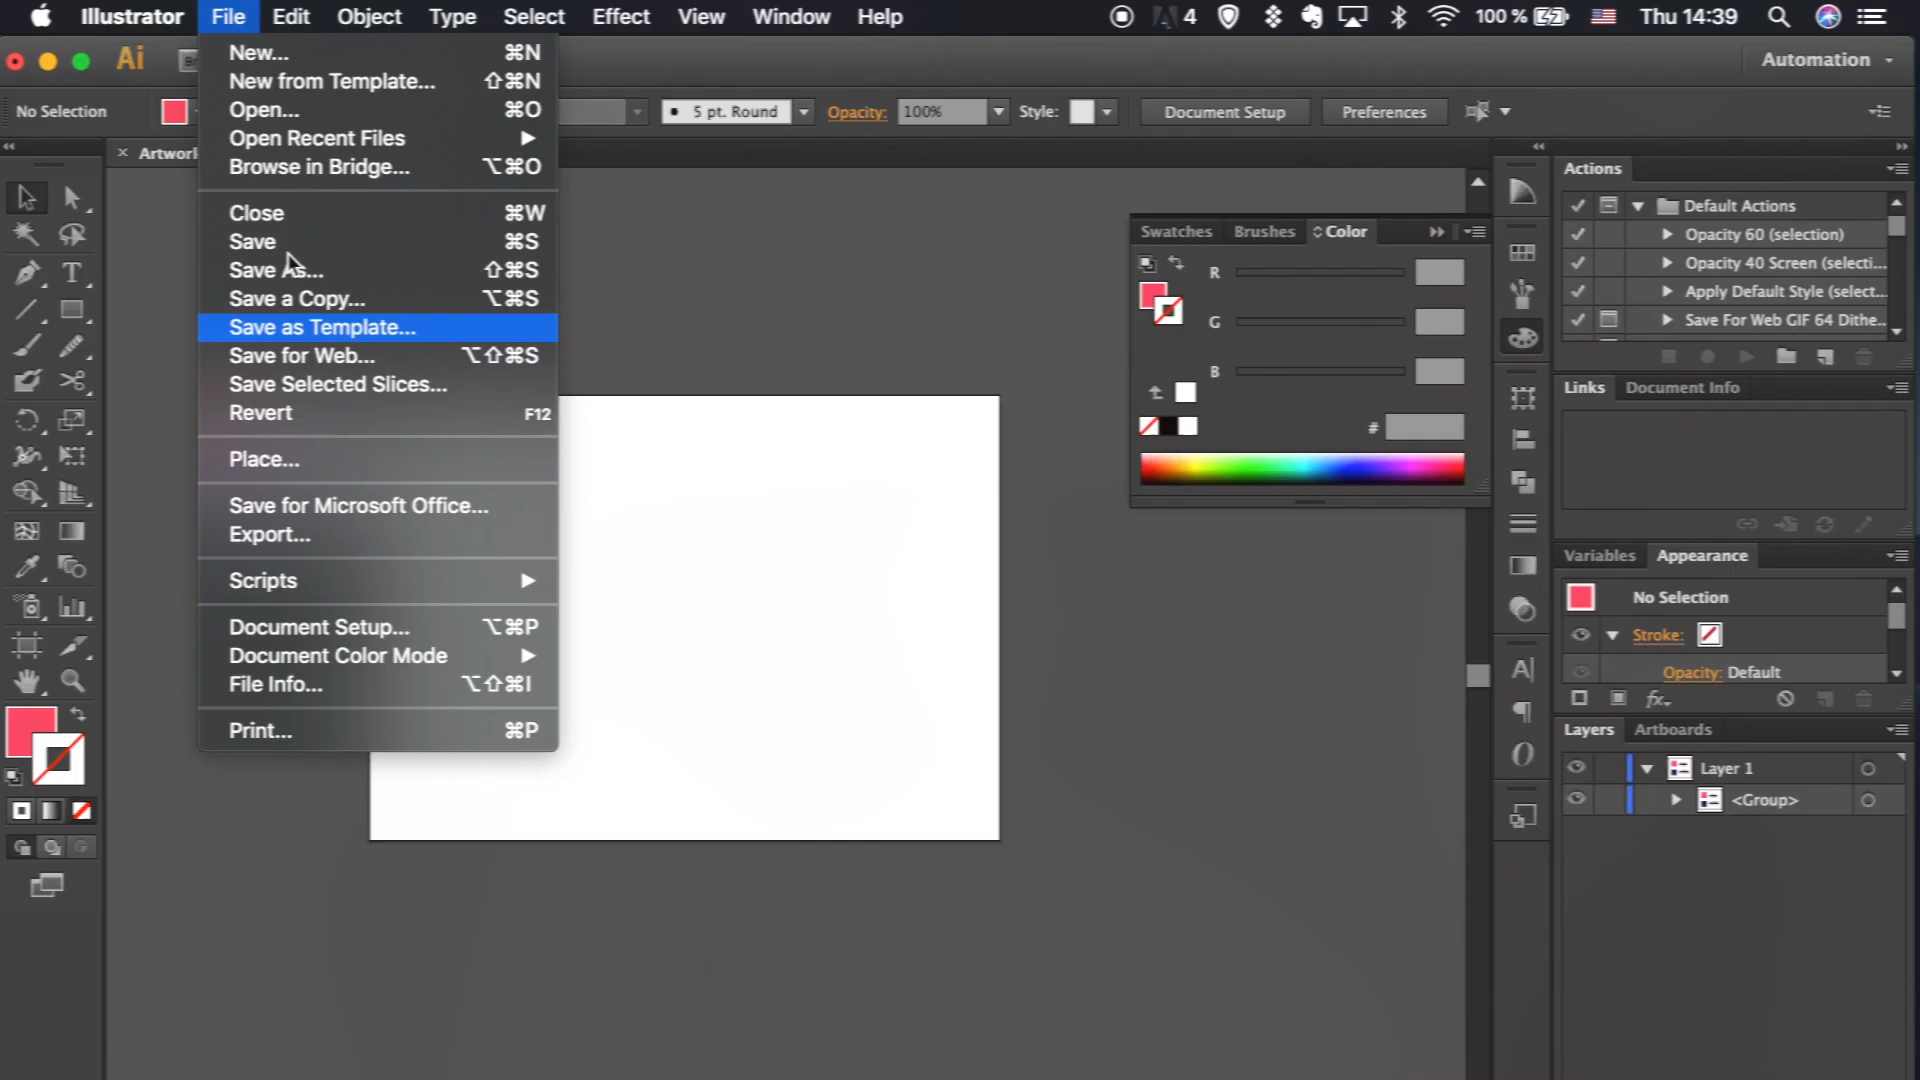 Illustrator File Edit Object Type Select Effect View Window Help 4 100 % Thu 14:39
Ai Automation
No Selection 5 pt. Round Opacity: 100% Style: Document Setup Preferences
New... ⌘N
New from Template... ⇧⌘N
Open... ⌘O
Open Recent Files
Browse in Bridge... ⌥⌘O
Close ⌘W
Save ⌘S
Save As... ⇧⌘S
Save a Copy... ⌥⌘S
Save as Template...
Save for Web... ⌥⇧⌘S
Save Selected Slices...
Revert F12
Place...
Save for Microsoft Office...
Export...
Scripts
Document Setup... ⌥⌘P
Document Color Mode
File Info... ⌥⇧⌘I
Print... ⌘P
Swatches Brushes Color
R
G
B
#
Actions
Default Actions
Opacity 60 (selection)
Opacity 40 Screen (selecti...
Apply Default Style (select...
Save For Web GIF 64 Dithe...
Links Document Info
Variables Appearance
No Selection
Stroke:
Opacity: Default
fx
Layers Artboards
Layer 1
<Group>